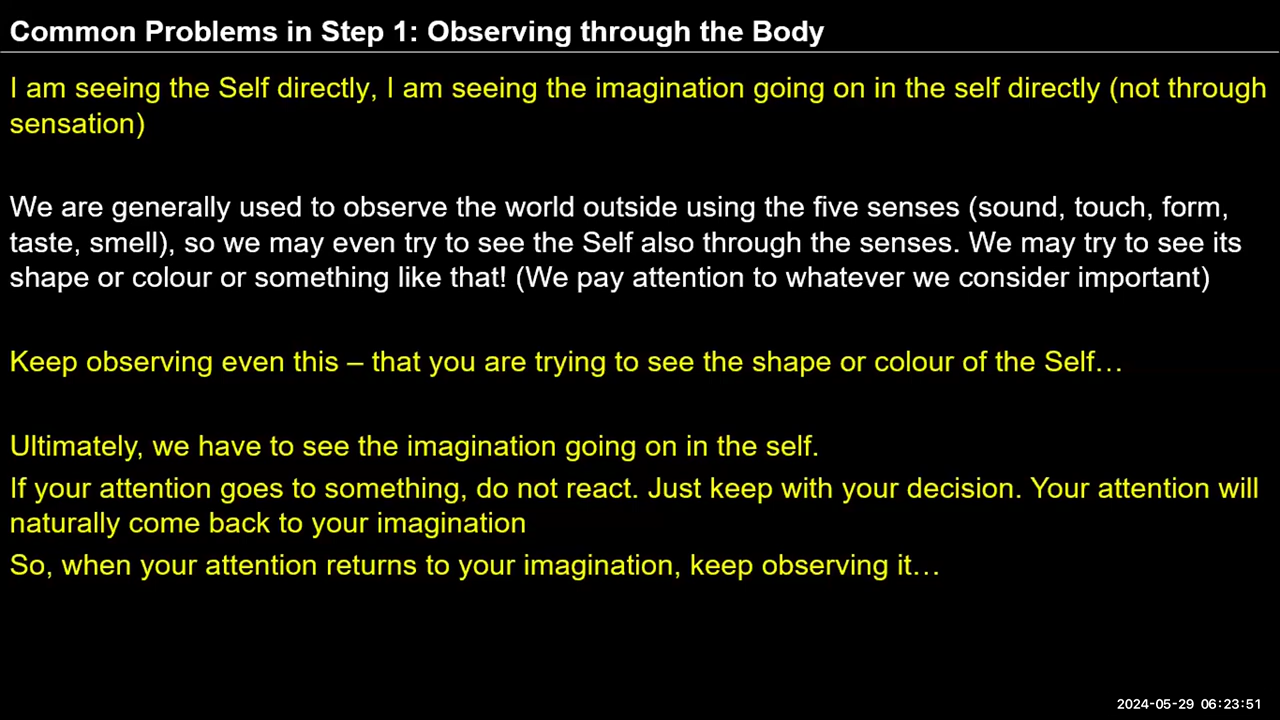 Common Problems in Step 1: Observing through the Body
I am seeing the Self directly, I am seeing the imagination going on in the self directly (not through
sensation)
We are generally used to observe the world outside using the five senses (sound, touch, form,
taste, smell), so we may even try to see the Self also through the senses. We may try to see its
shape or colour or something like that! (We pay attention to whatever we consider important)
Keep observing even this – that you are trying to see the shape or colour of the Self…
Ultimately, we have to see the imagination going on in the self.
If your attention goes to something, do not react. Just keep with your decision. Your attention will
naturally come back to your imagination
So, when your attention returns to your imagination, keep observing it…
2024-05-29 06:23:51